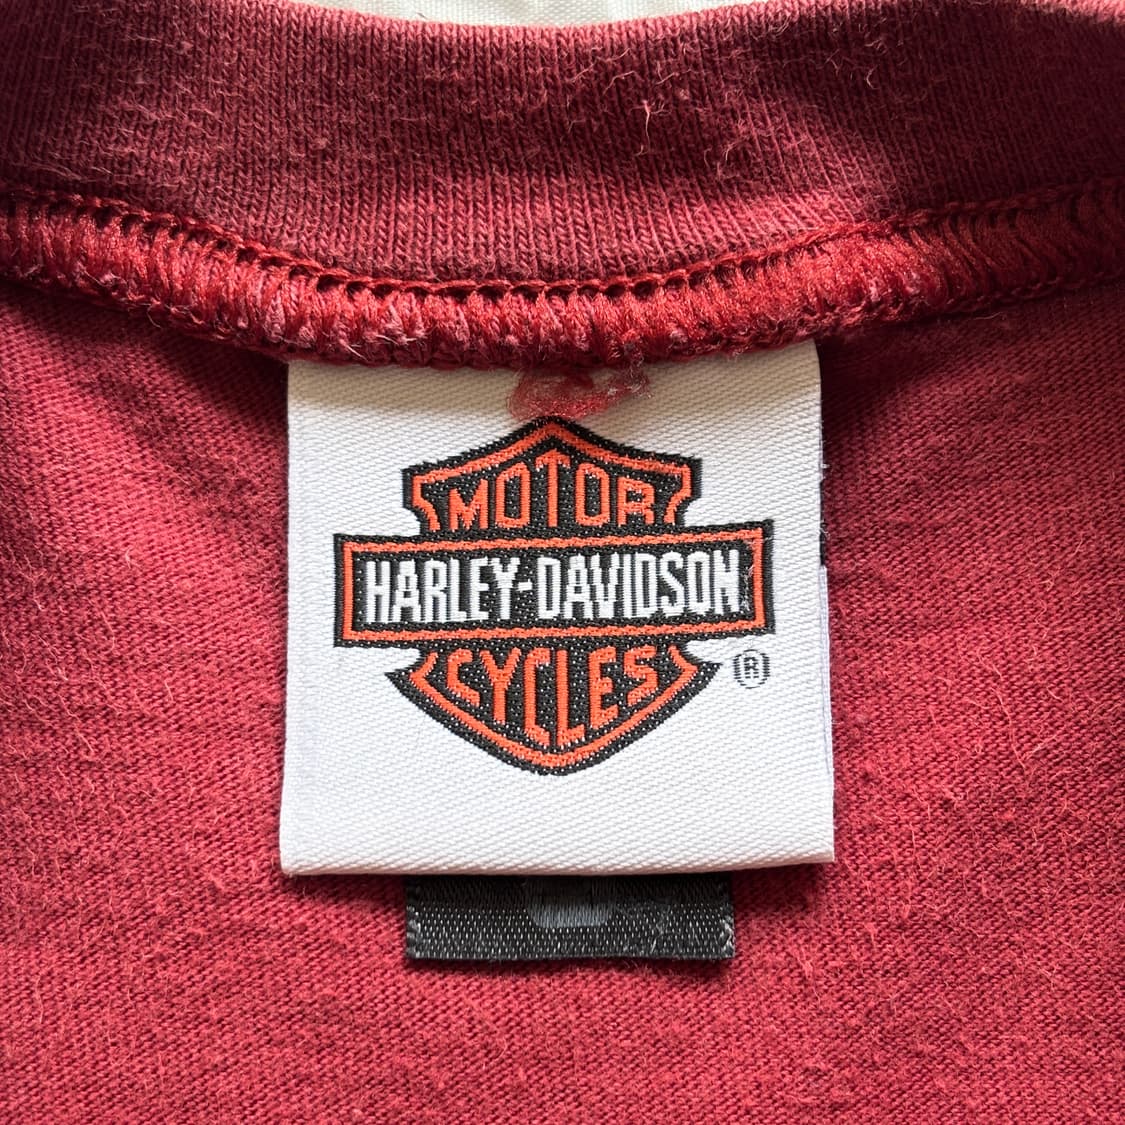 MOTOR
HARLEY-DAVIDSON
CYCLES
®